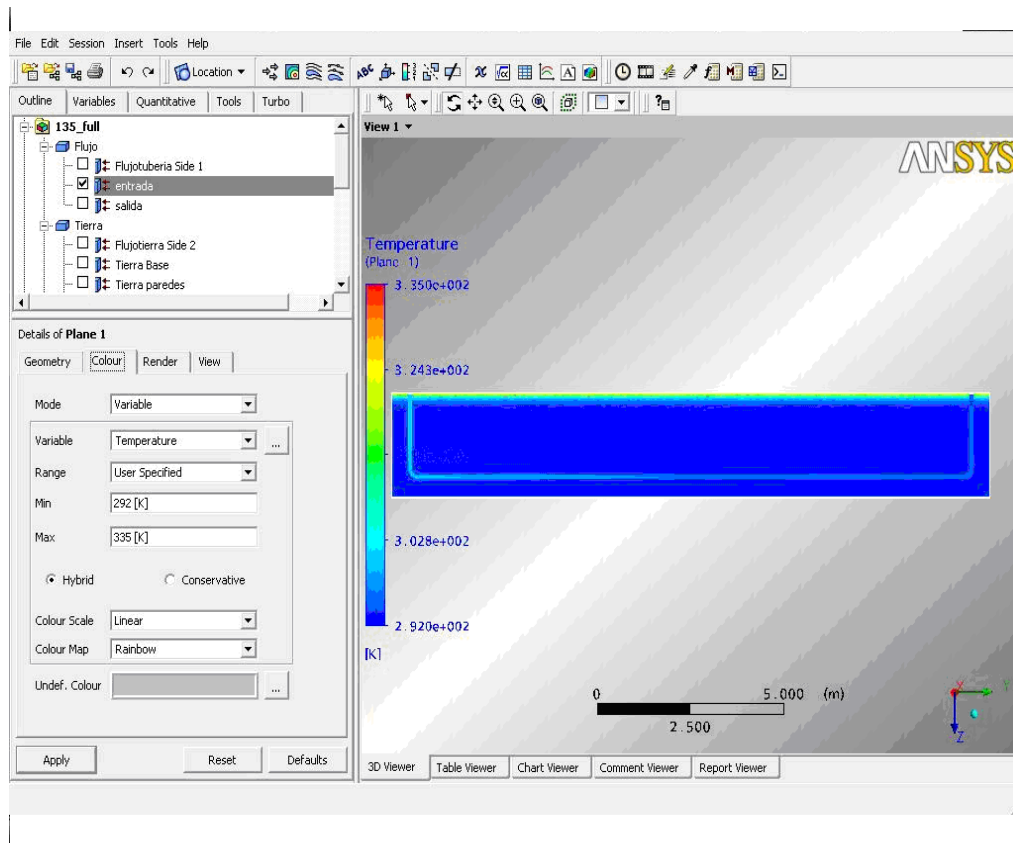 File Edit Session Insert Tools Help
Location
Outline Variables Quantitative Tools Turbo
135_full
Flujo
Flujotuberia Side 1
entrada
salida
Tierra
Flujotierra Side 2
Tierra Base
Tierra paredes
Details of Plane 1
Geometry Colour Render View
Mode Variable
Variable Temperature ...
Range User Specified
Min 292 [K]
Max 335 [K]
Hybrid Conservative
Colour Scale Linear
Colour Map Rainbow
Undef. Colour ...
Apply Reset Defaults
View 1
ANSYS
Temperature
(Plane 1)
3.350e+002
3.243e+002
3.028e+002
2.920e+002
[K]
0 5.000 (m)
2.500
X
Y
Z
3D Viewer Table Viewer Chart Viewer Comment Viewer Report Viewer